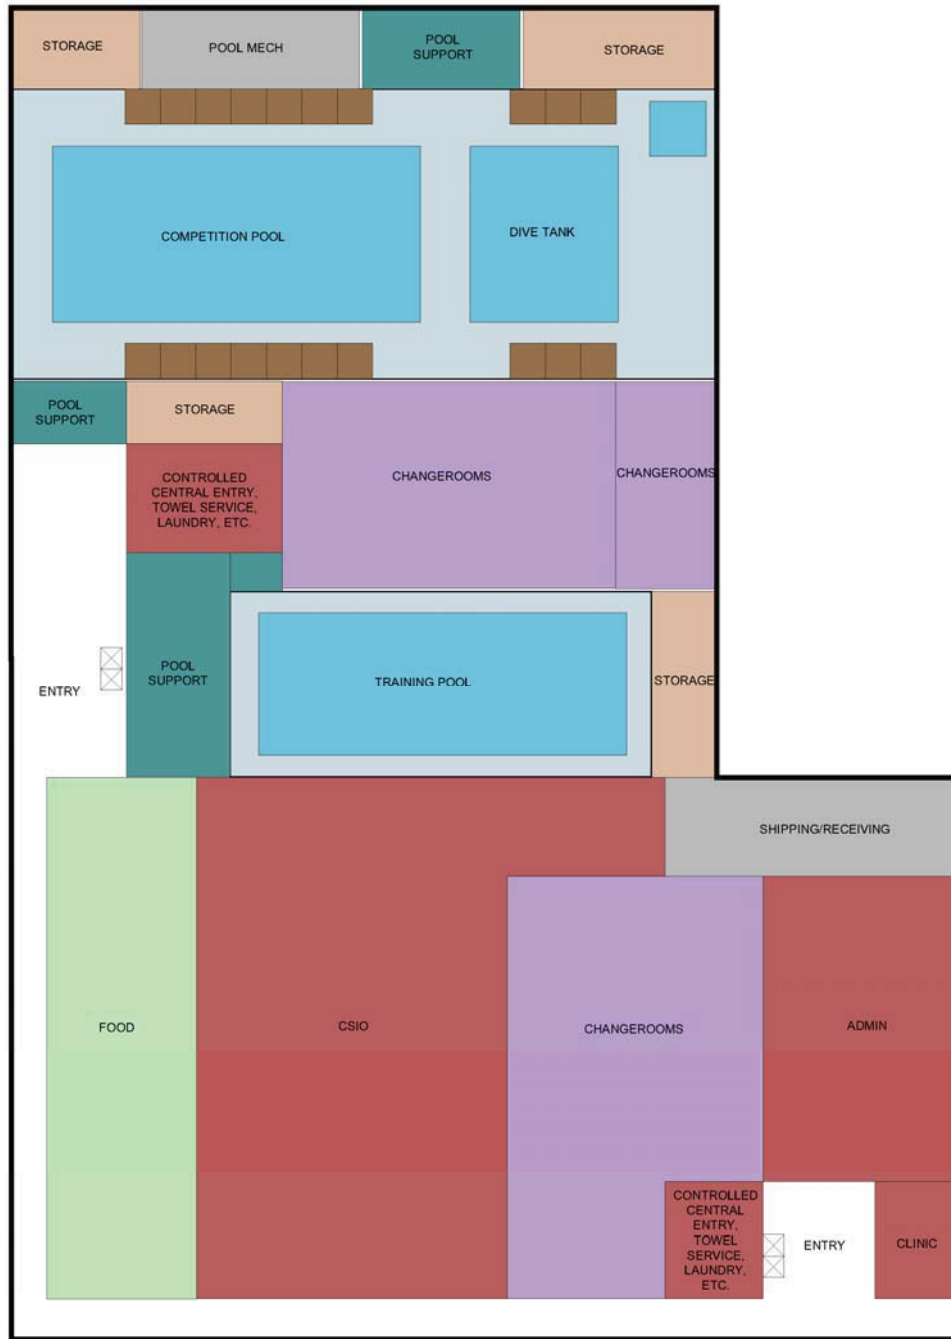 STORAGE
POOL MECH
POOL
SUPPORT
STORAGE
COMPETITION POOL
DIVE TANK
POOL
SUPPORT
STORAGE
CONTROLLED
CENTRAL ENTRY,
TOWEL SERVICE,
LAUNDRY, ETC.
CHANGEROOMS
CHANGEROOMS
ENTRY
POOL
SUPPORT
TRAINING POOL
STORAGE
SHIPPING/RECEIVING
FOOD
CSIO
CHANGEROOMS
ADMIN
CONTROLLED
CENTRAL
ENTRY,
TOWEL
SERVICE,
LAUNDRY,
ETC.
ENTRY
CLINIC